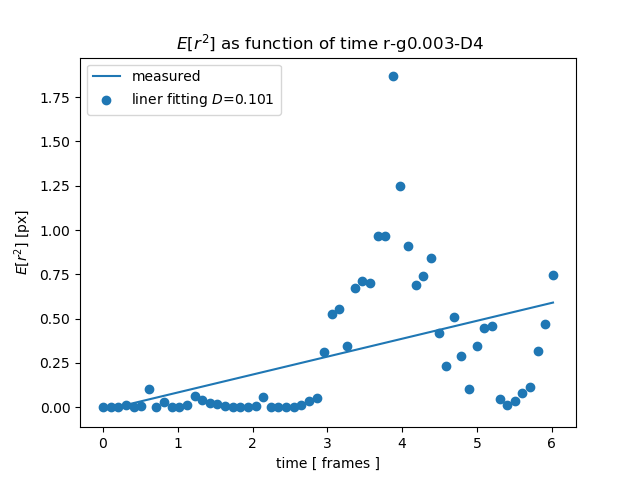 E[r²] as function of time r-g0.003-D4
measured
liner fitting D=0.101
1.75
1.50
1.25
1.00
0.75
0.50
0.25
0.00
E[r²] [px]
0 1 2 3 4 5 6
time [ frames ]